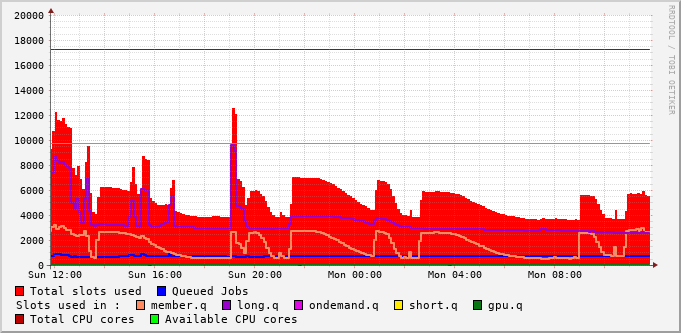 20000
18000
16000
14000
12000
10000
8000
6000
4000
2000
0
Sun 12:00 Sun 16:00 Sun 20:00 Mon 00:00 Mon 04:00 Mon 08:00
RRDTOOL / TOBI OETIKER
Total slots used Queued Jobs
Slots used in : member.q long.q ondemand.q short.q gpu.q
Total CPU cores Available CPU cores